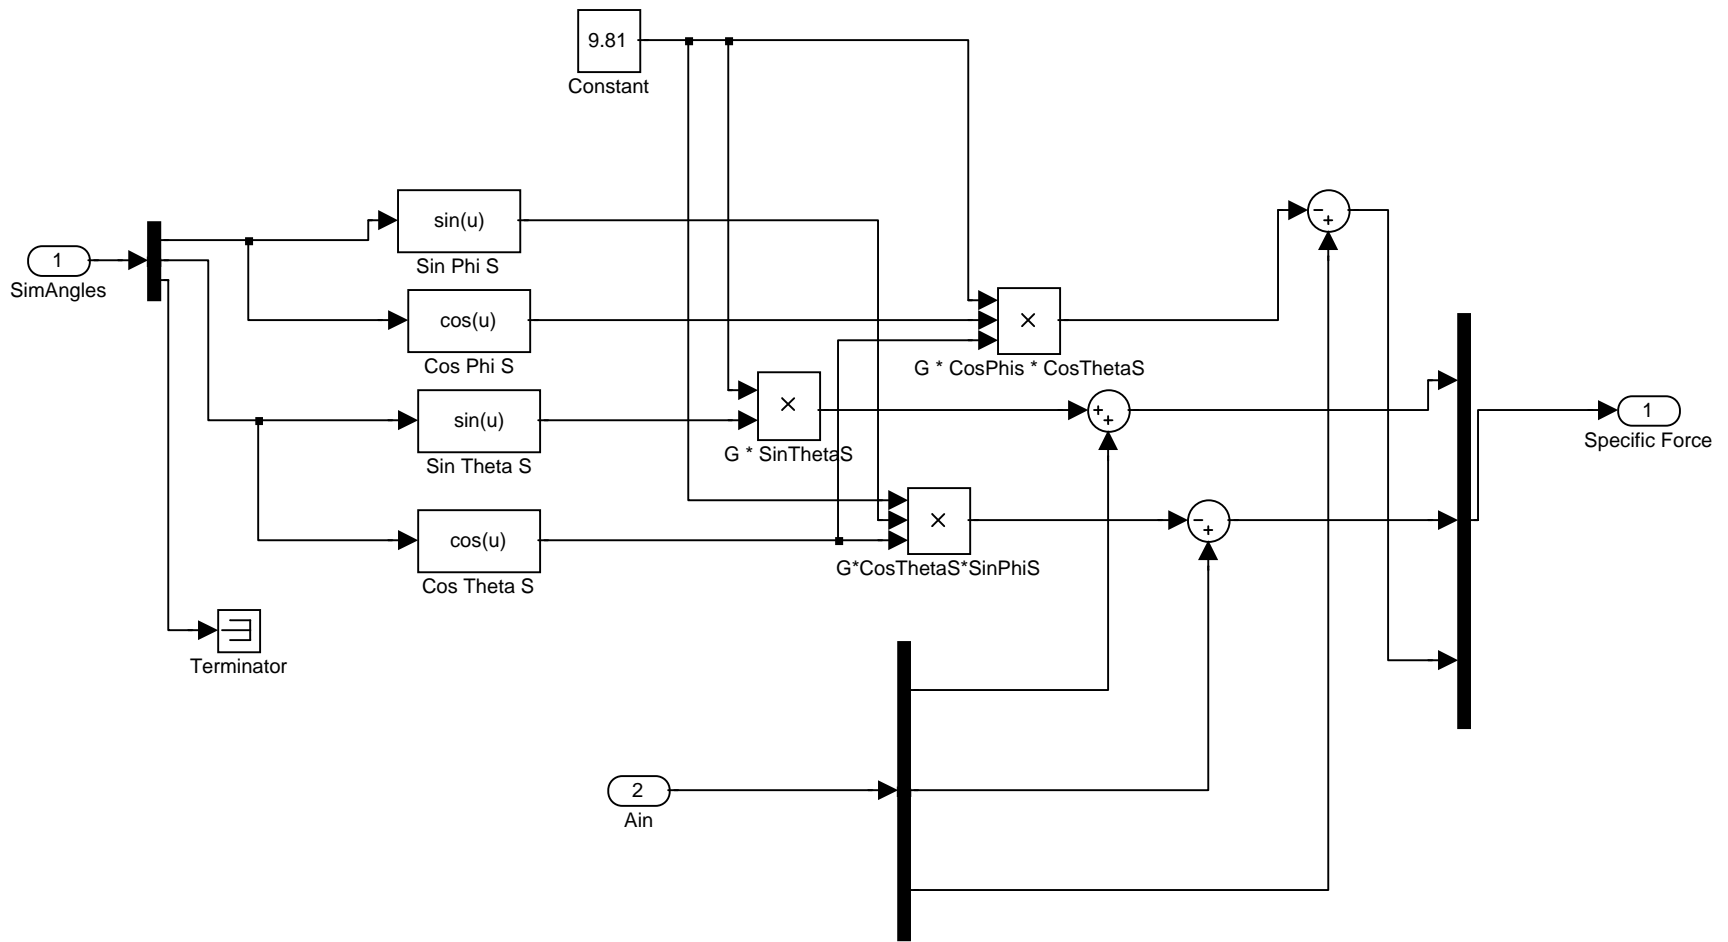 9.81
Constant
sin(u)
Sin Phi S
1
SimAngles
cos(u)
Cos Phi S
×
G * CosPhis * CosThetaS
−
+
sin(u)
Sin Theta S
×
G * SinThetaS
+
+
1
Specific Force
cos(u)
Cos Theta S
×
G*CosThetaS*SinPhiS
−
+
Terminator
2
Ain